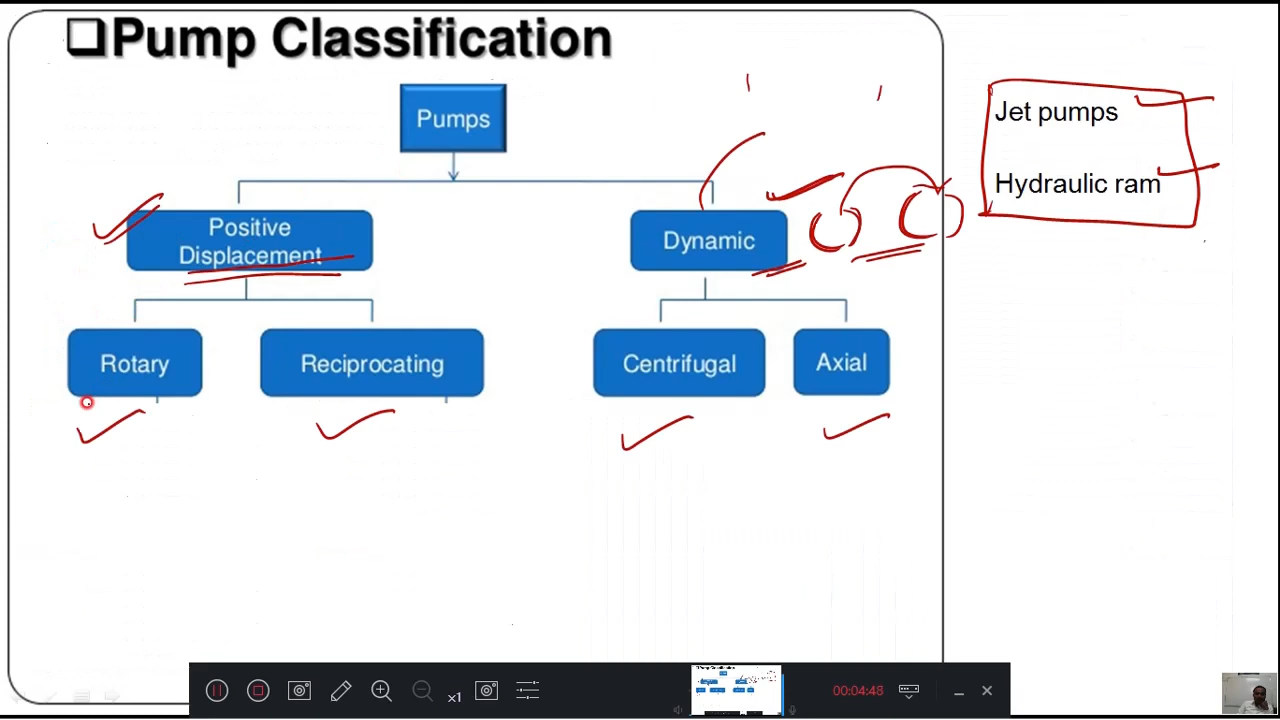 ❑Pump Classification
Pumps
Jet pumps
Hydraulic ram
Positive
Displacement
Dynamic
Rotary
Reciprocating
Centrifugal
Axial
x1
00:04:48